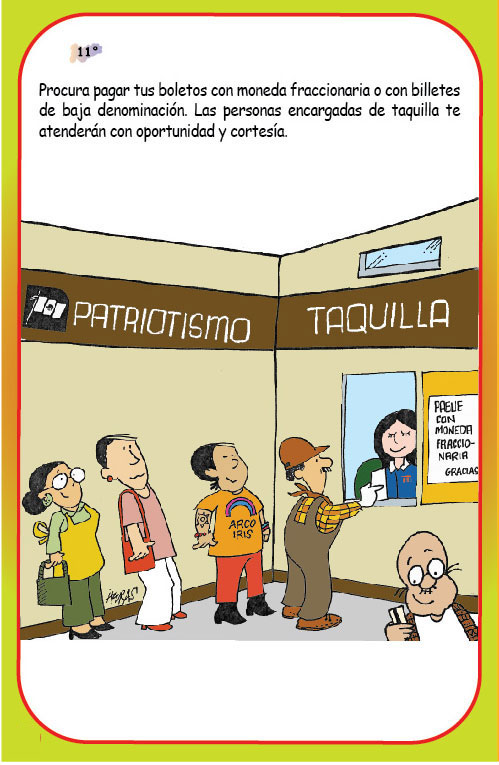 11°
Procura pagar tus boletos con moneda fraccionaria o con billetes
de baja denominación. Las personas encargadas de taquilla te
atenderán con oportunidad y cortesía.
PATRIOTISMO
TAQUILLA
PAGUE
CON
MONEDA
FRACCIO-
NARIA
GRACIAS
ARCO
IRIS